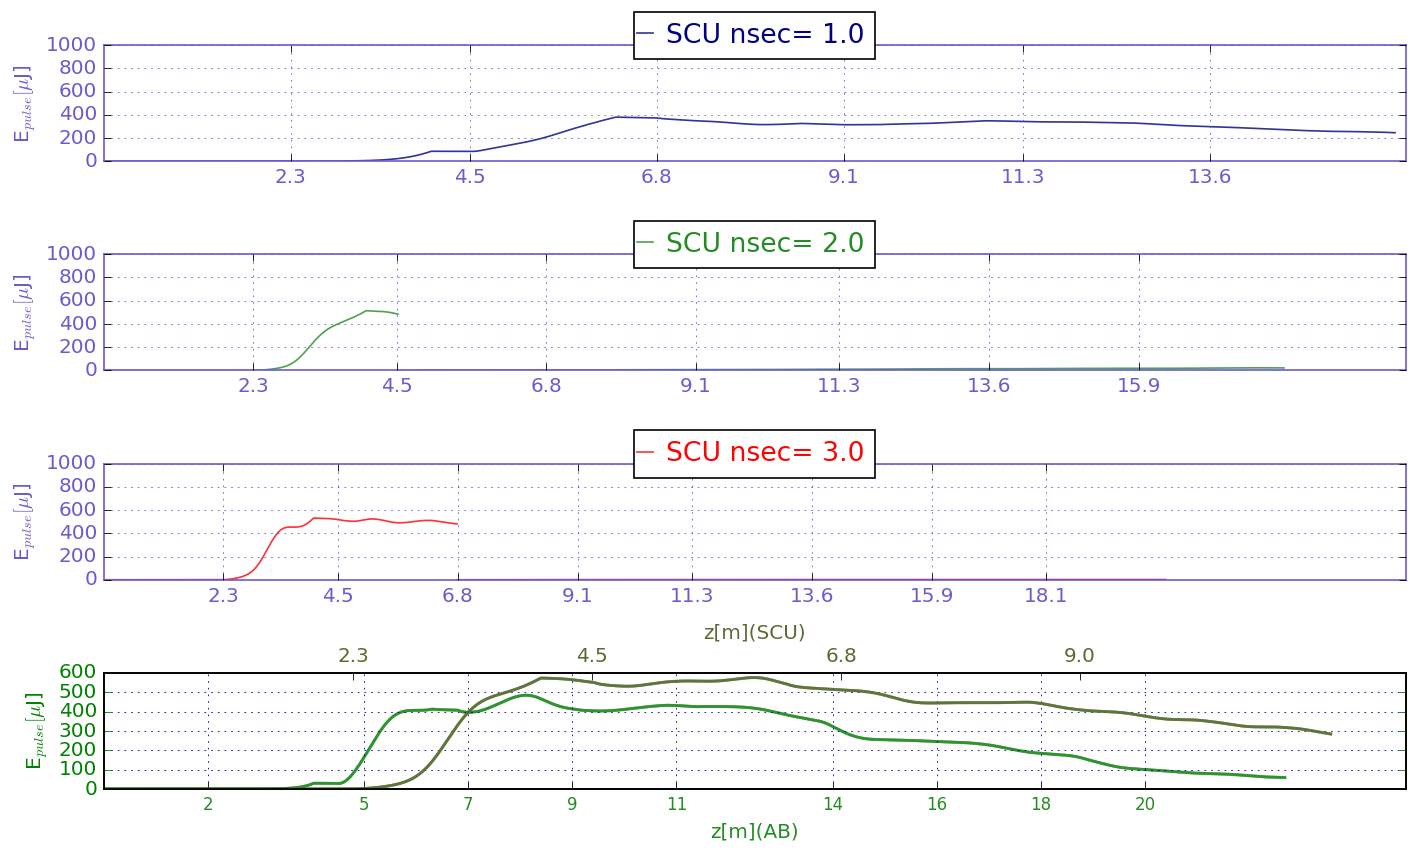 SCU nsec= 1.0
1000
800
600
400
200
0
E_pulse[μJ]
2.3 4.5 6.8 9.1 11.3 13.6
SCU nsec= 2.0
1000
800
600
400
200
0
E_pulse[μJ]
2.3 4.5 6.8 9.1 11.3 13.6 15.9
SCU nsec= 3.0
1000
800
600
400
200
0
E_pulse[μJ]
2.3 4.5 6.8 9.1 11.3 13.6 15.9 18.1
z[m](SCU)
2.3 4.5 6.8 9.0
600
500
400
300
200
100
0
E_pulse[μJ]
2 5 7 9 11 14 16 18 20
z[m](AB)